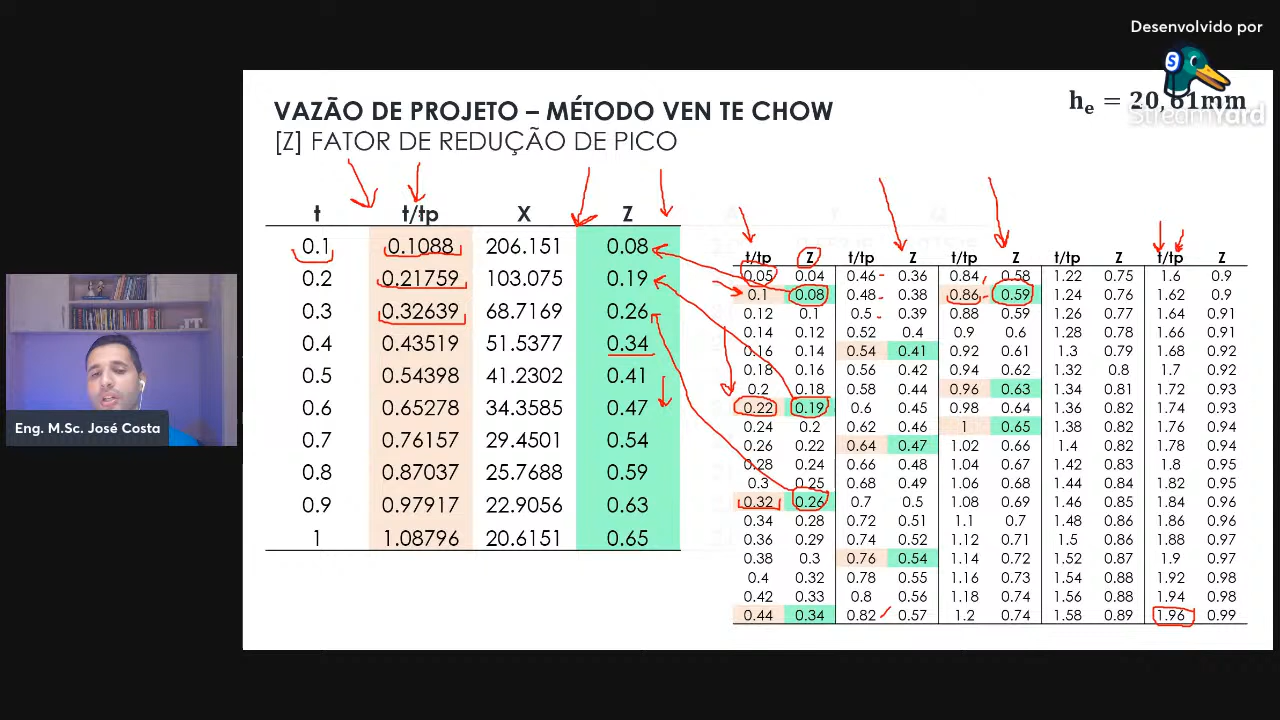 Desenvolvido por
S
StreamYard
VAZÃO DE PROJETO – MÉTODO VEN TE CHOW
[Z] FATOR DE REDUÇÃO DE PICO
he = 20,61mm
t t/tp X Z
0.1 0.1088 206.151 0.08
0.2 0.21759 103.075 0.19
0.3 0.32639 68.7169 0.26
0.4 0.43519 51.5377 0.34
0.5 0.54398 41.2302 0.41
0.6 0.65278 34.3585 0.47
0.7 0.76157 29.4501 0.54
0.8 0.87037 25.7688 0.59
0.9 0.97917 22.9056 0.63
1 1.08796 20.6151 0.65
t/tp Z t/tp Z t/tp Z t/tp Z t/tp Z
0.05 0.04 0.46 0.36 0.84 0.58 1.22 0.75 1.6 0.9
0.1 0.08 0.48 0.38 0.86 0.59 1.24 0.76 1.62 0.9
0.12 0.1 0.5 0.39 0.88 0.59 1.26 0.77 1.64 0.91
0.14 0.12 0.52 0.4 0.9 0.6 1.28 0.78 1.66 0.91
0.16 0.14 0.54 0.41 0.92 0.61 1.3 0.79 1.68 0.92
0.18 0.16 0.56 0.42 0.94 0.62 1.32 0.8 1.7 0.92
0.2 0.18 0.58 0.44 0.96 0.63 1.34 0.81 1.72 0.93
0.22 0.19 0.6 0.45 0.98 0.64 1.36 0.82 1.74 0.93
0.24 0.2 0.62 0.46 1 0.65 1.38 0.82 1.76 0.94
0.26 0.22 0.64 0.47 1.02 0.66 1.4 0.82 1.78 0.94
0.28 0.24 0.66 0.48 1.04 0.67 1.42 0.83 1.8 0.95
0.3 0.25 0.68 0.49 1.06 0.68 1.44 0.84 1.82 0.95
0.32 0.26 0.7 0.5 1.08 0.69 1.46 0.85 1.84 0.96
0.34 0.28 0.72 0.51 1.1 0.7 1.48 0.86 1.86 0.96
0.36 0.29 0.74 0.52 1.12 0.71 1.5 0.86 1.88 0.97
0.38 0.3 0.76 0.54 1.14 0.72 1.52 0.87 1.9 0.97
0.4 0.32 0.78 0.55 1.16 0.73 1.54 0.88 1.92 0.98
0.42 0.33 0.8 0.56 1.18 0.74 1.56 0.88 1.94 0.98
0.44 0.34 0.82 0.57 1.2 0.74 1.58 0.89 1.96 0.99
Eng. M.Sc. José Costa